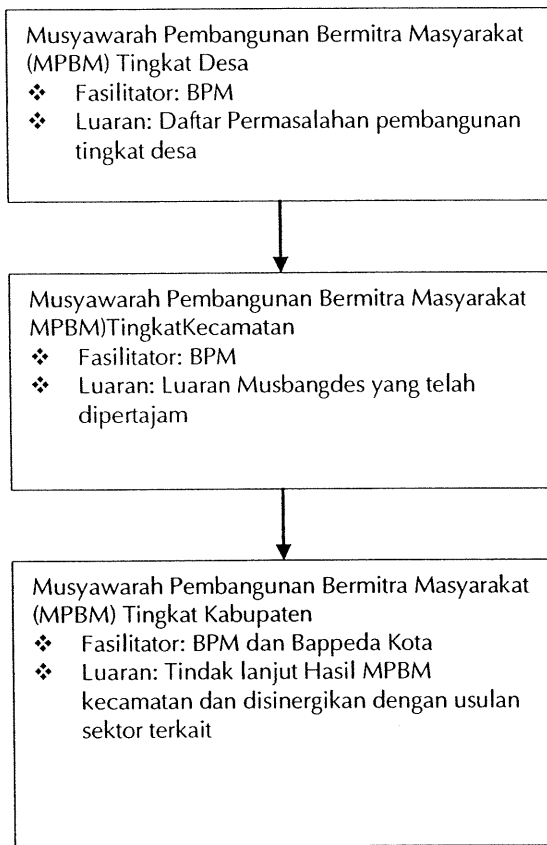 Musyawarah Pembangunan Bermitra Masyarakat
(MPBM) Tingkat Desa
❖ Fasilitator: BPM
❖ Luaran: Daftar Permasalahan pembangunan
tingkat desa
Musyawarah Pembangunan Bermitra Masyarakat
MPBM)TingkatKecamatan
❖ Fasilitator: BPM
❖ Luaran: Luaran Musbangdes yang telah
dipertajam
Musyawarah Pembangunan Bermitra Masyarakat
(MPBM) Tingkat Kabupaten
❖ Fasilitator: BPM dan Bappeda Kota
❖ Luaran: Tindak lanjut Hasil MPBM
kecamatan dan disinergikan dengan usulan
sektor terkait